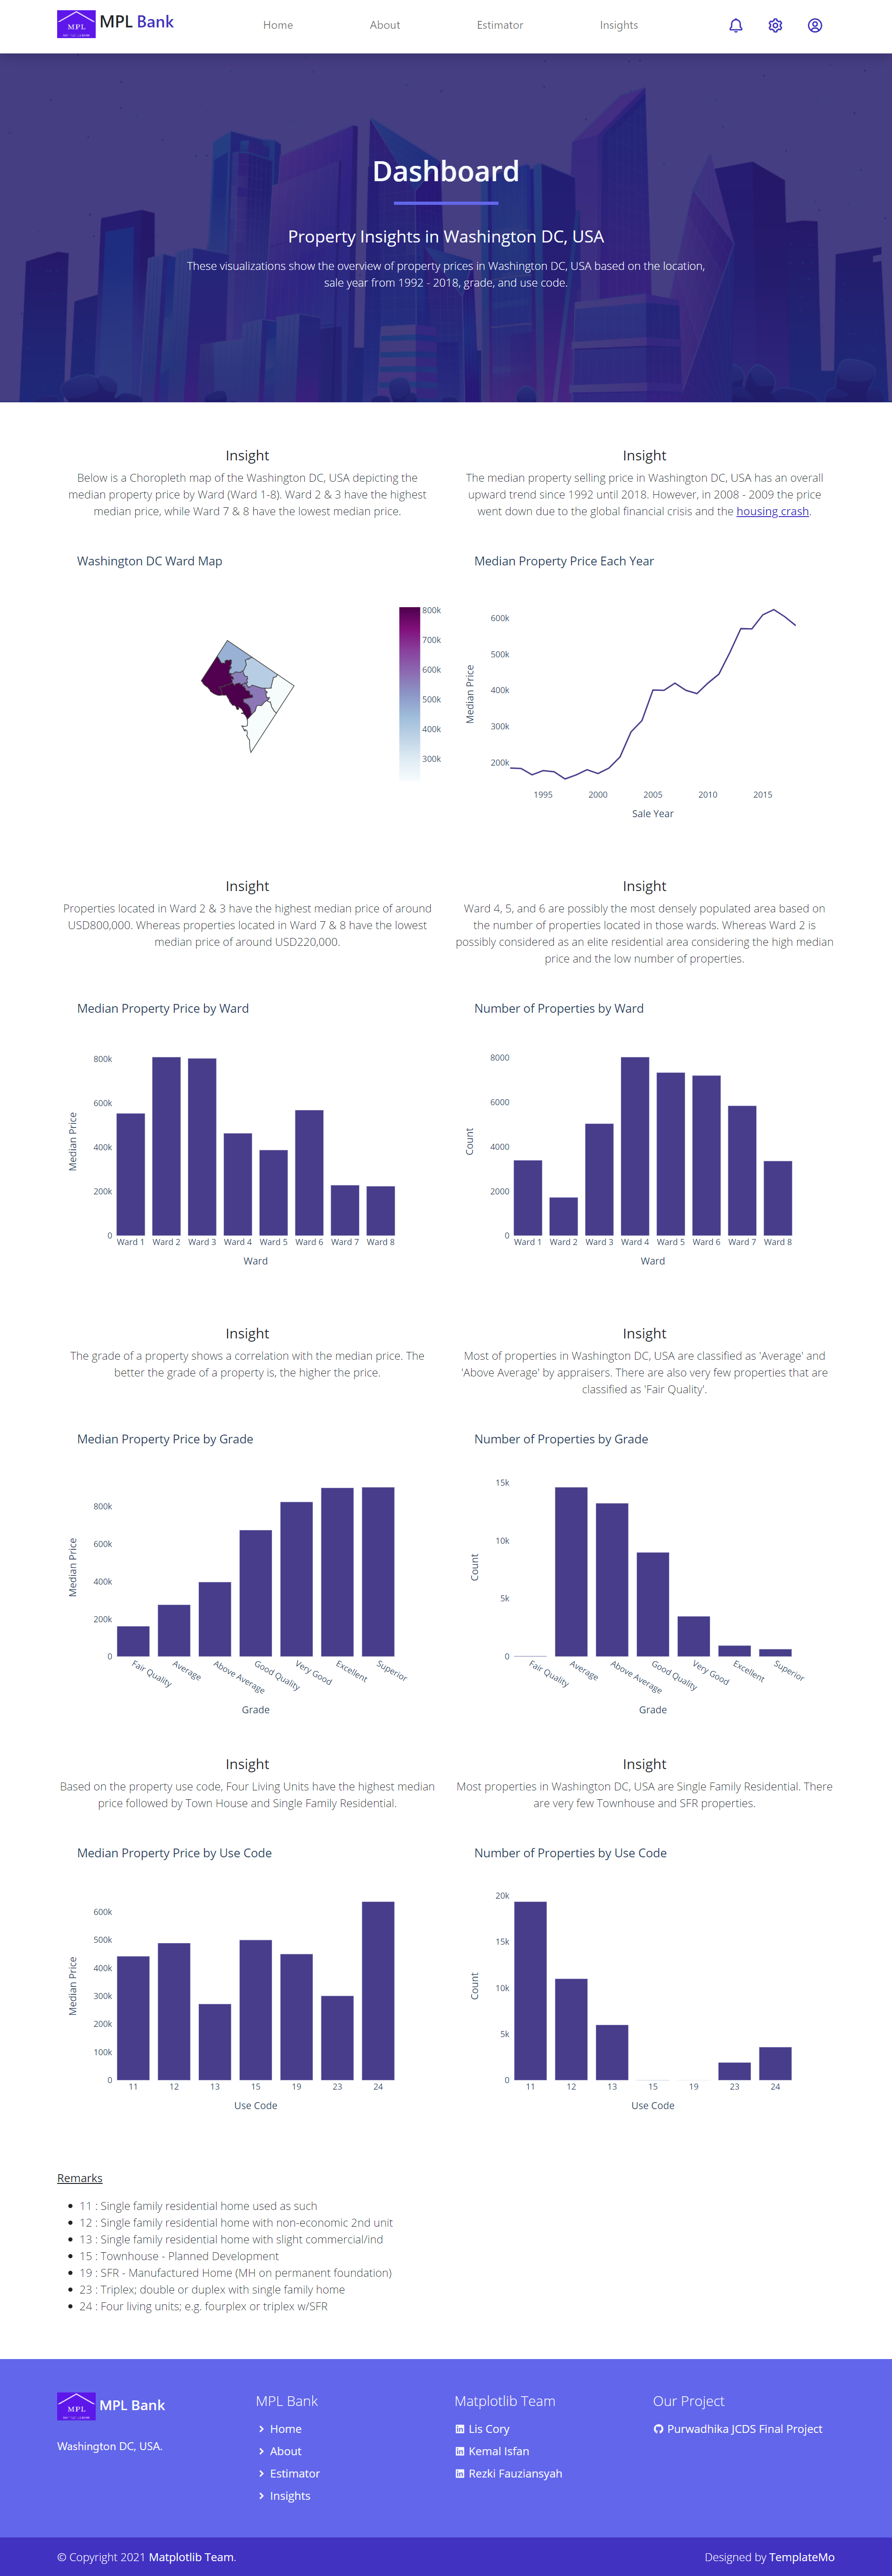 MPL
MPL Bank
Home
About
Estimator
Insights
Dashboard
Property Insights in Washington DC, USA
These visualizations show the overview of property prices in Washington DC, USA based on the location,
sale year from 1992 - 2018, grade, and use code.
Insight
Below is a Choropleth map of the Washington DC, USA depicting the
median property price by Ward (Ward 1-8). Ward 2 & 3 have the highest
median price, while Ward 7 & 8 have the lowest median price.
Insight
The median property selling price in Washington DC, USA has an overall
upward trend since 1992 until 2018. However, in 2008 - 2009 the price
went down due to the global financial crisis and the housing crash.
Washington DC Ward Map
800k
700k
600k
500k
400k
300k
Median Property Price Each Year
600k
500k
400k
300k
200k
Median Price
1995
2000
2005
2010
2015
Sale Year
Insight
Properties located in Ward 2 & 3 have the highest median price of around
USD800,000. Whereas properties located in Ward 7 & 8 have the lowest
median price of around USD220,000.
Insight
Ward 4, 5, and 6 are possibly the most densely populated area based on
the number of properties located in those wards. Whereas Ward 2 is
possibly considered as an elite residential area considering the high median
price and the low number of properties.
Median Property Price by Ward
800k
600k
400k
200k
0
Median Price
Ward 1
Ward 2
Ward 3
Ward 4
Ward 5
Ward 6
Ward 7
Ward 8
Ward
Number of Properties by Ward
8000
6000
4000
2000
0
Count
Ward 1
Ward 2
Ward 3
Ward 4
Ward 5
Ward 6
Ward 7
Ward 8
Ward
Insight
The grade of a property shows a correlation with the median price. The
better the grade of a property is, the higher the price.
Insight
Most of properties in Washington DC, USA are classified as 'Average' and
'Above Average' by appraisers. There are also very few properties that are
classified as 'Fair Quality'.
Median Property Price by Grade
800k
600k
400k
200k
0
Median Price
Fair Quality
Average
Above Average
Good Quality
Very Good
Excellent
Superior
Grade
Number of Properties by Grade
15k
10k
5k
0
Count
Fair Quality
Average
Above Average
Good Quality
Very Good
Excellent
Superior
Grade
Insight
Based on the property use code, Four Living Units have the highest median
price followed by Town House and Single Family Residential.
Insight
Most properties in Washington DC, USA are Single Family Residential. There
are very few Townhouse and SFR properties.
Median Property Price by Use Code
600k
500k
400k
300k
200k
100k
0
Median Price
11
12
13
15
19
23
24
Use Code
Number of Properties by Use Code
20k
15k
10k
5k
0
Count
11
12
13
15
19
23
24
Use Code
Remarks
11 : Single family residential home used as such
12 : Single family residential home with non-economic 2nd unit
13 : Single family residential home with slight commercial/ind
15 : Townhouse - Planned Development
19 : SFR - Manufactured Home (MH on permanent foundation)
23 : Triplex; double or duplex with single family home
24 : Four living units; e.g. fourplex or triplex w/SFR
MPL
MPL Bank
Washington DC, USA.
MPL Bank
Home
About
Estimator
Insights
Matplotlib Team
Lis Cory
Kemal Isfan
Rezki Fauziansyah
Our Project
Purwadhika JCDS Final Project
© Copyright 2021 Matplotlib Team.
Designed by TemplateMo